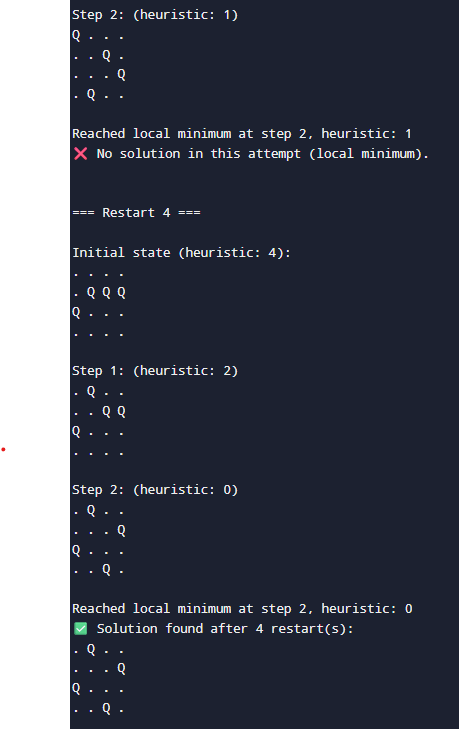 Step 2: (heuristic: 1)
Q . . .
. . Q .
. . . Q
. Q . .
Reached local minimum at step 2, heuristic: 1
❌ No solution in this attempt (local minimum).
=== Restart 4 ===
Initial state (heuristic: 4):
. . . .
. Q Q Q
Q . . .
. . . .
Step 1: (heuristic: 2)
. Q . .
. . Q Q
Q . . .
. . . .
Step 2: (heuristic: 0)
. Q . .
. . . Q
Q . . .
. . Q .
Reached local minimum at step 2, heuristic: 0
✅ Solution found after 4 restart(s):
. Q . .
. . . Q
Q . . .
. . Q .